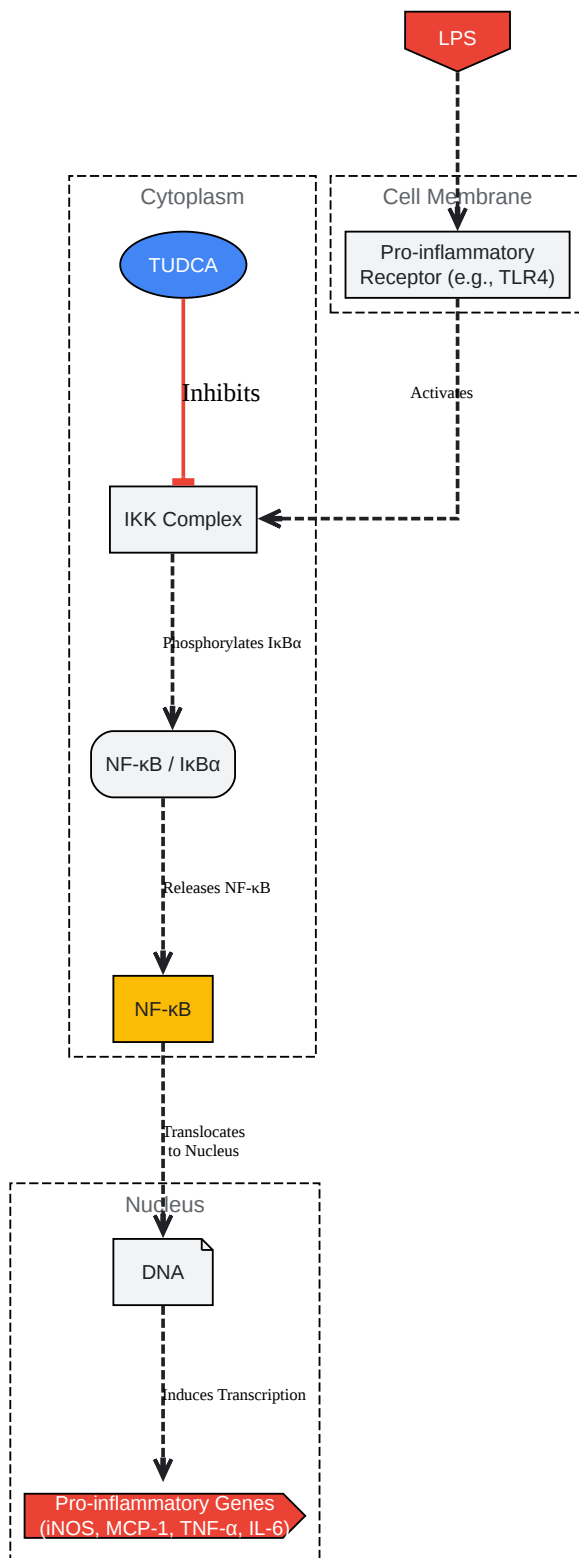 LPS
Cytoplasm
Cell Membrane
TUDCA
Pro-inflammatory
Receptor (e.g., TLR4)
Inhibits
Activates
IKK Complex
Phosphorylates IκBα
NF-κB / IκBα
Releases NF-κB
NF-κB
Translocates
to Nucleus
Nucleus
DNA
Induces Transcription
Pro-inflammatory Genes
(iNOS, MCP-1, TNF-α, IL-6)